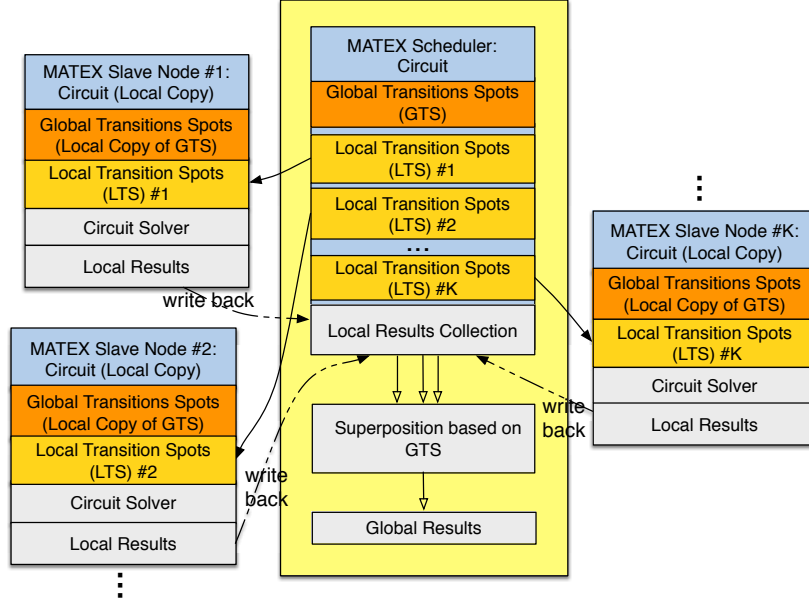 MATEX Slave Node #1:
Circuit (Local Copy)
Global Transitions Spots
(Local Copy of GTS)
Local Transition Spots
(LTS) #1
Circuit Solver
Local Results
write back
MATEX Slave Node #2:
Circuit (Local Copy)
Global Transitions Spots
(Local Copy of GTS)
Local Transition Spots
(LTS) #2
Circuit Solver
Local Results
write
back
MATEX Scheduler:
Circuit
Global Transitions Spots
(GTS)
Local Transition Spots
(LTS) #1
Local Transition Spots
(LTS) #2
...
Local Transition Spots
(LTS) #K
Local Results Collection
Superposition based on
GTS
Global Results
MATEX Slave Node #K:
Circuit (Local Copy)
Global Transitions Spots
(Local Copy of GTS)
Local Transition Spots
(LTS) #K
Circuit Solver
Local Results
write
back